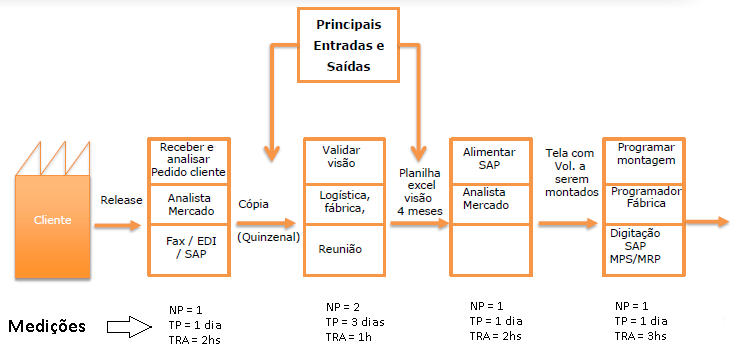 Principais
Entradas e
Saídas
Cliente
Release
Receber e
analisar
Pedido cliente
Analista
Mercado
Fax / EDI
/ SAP
Cópia
(Quinzenal)
Validar
visão
Logística,
fábrica,
Reunião
Planilha
excel
visão
4 meses
Alimentar
SAP
Analista
Mercado
Tela com
Vol. a
serem
montados
Programar
montagem
Programador
Fábrica
Digitação
SAP
MPS/MRP
Medições
NP = 1
TP = 1 dia
TRA = 2hs
NP = 2
TP = 3 dias
TRA = 1h
NP = 1
TP = 1 dia
TRA = 2hs
NP = 1
TP = 1 dia
TRA = 3hs